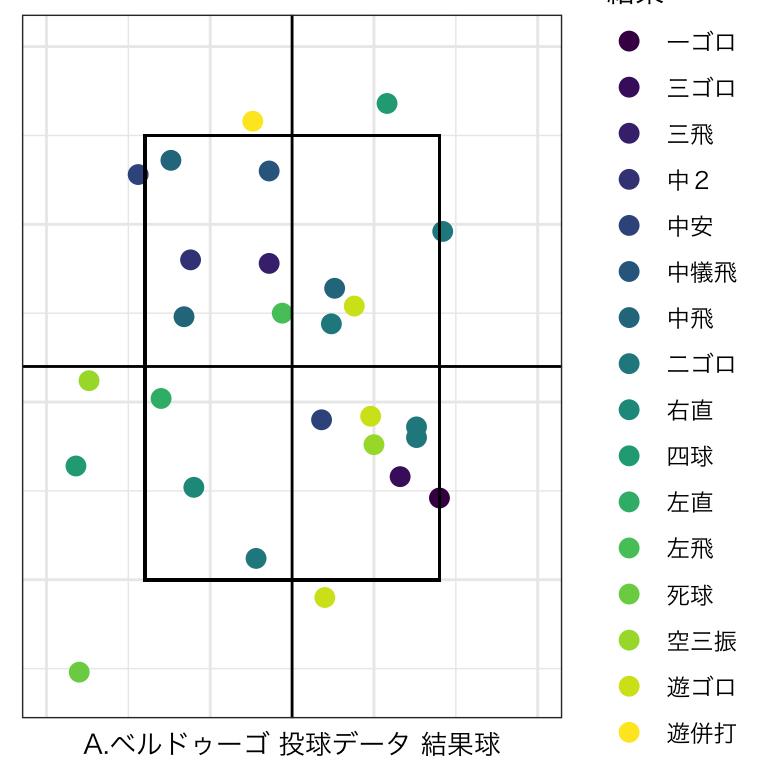 一ゴロ
三ゴロ
三飛
中２
中安
中犠飛
中飛
二ゴロ
右直
四球
左直
左飛
死球
空三振
遊ゴロ
遊併打
A.ベルドゥーゴ 投球データ 結果球